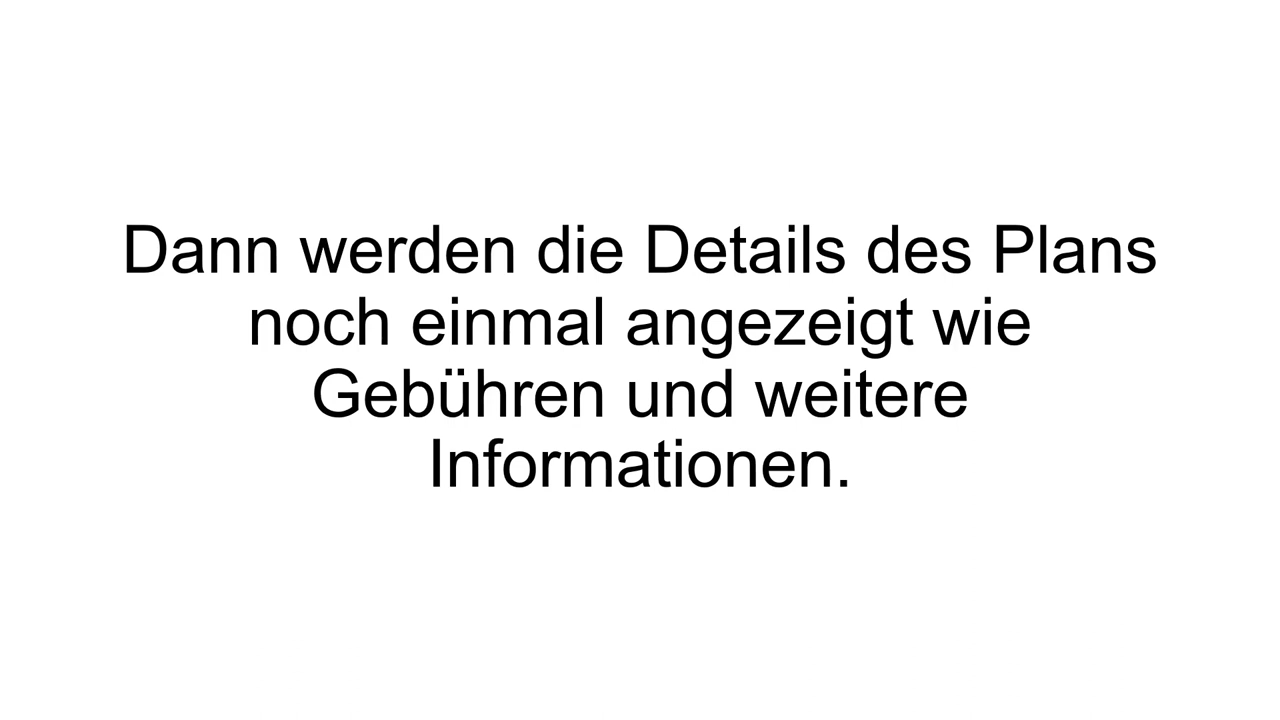 Dann werden die Details des Plans
noch einmal angezeigt wie
Gebühren und weitere
Informationen.